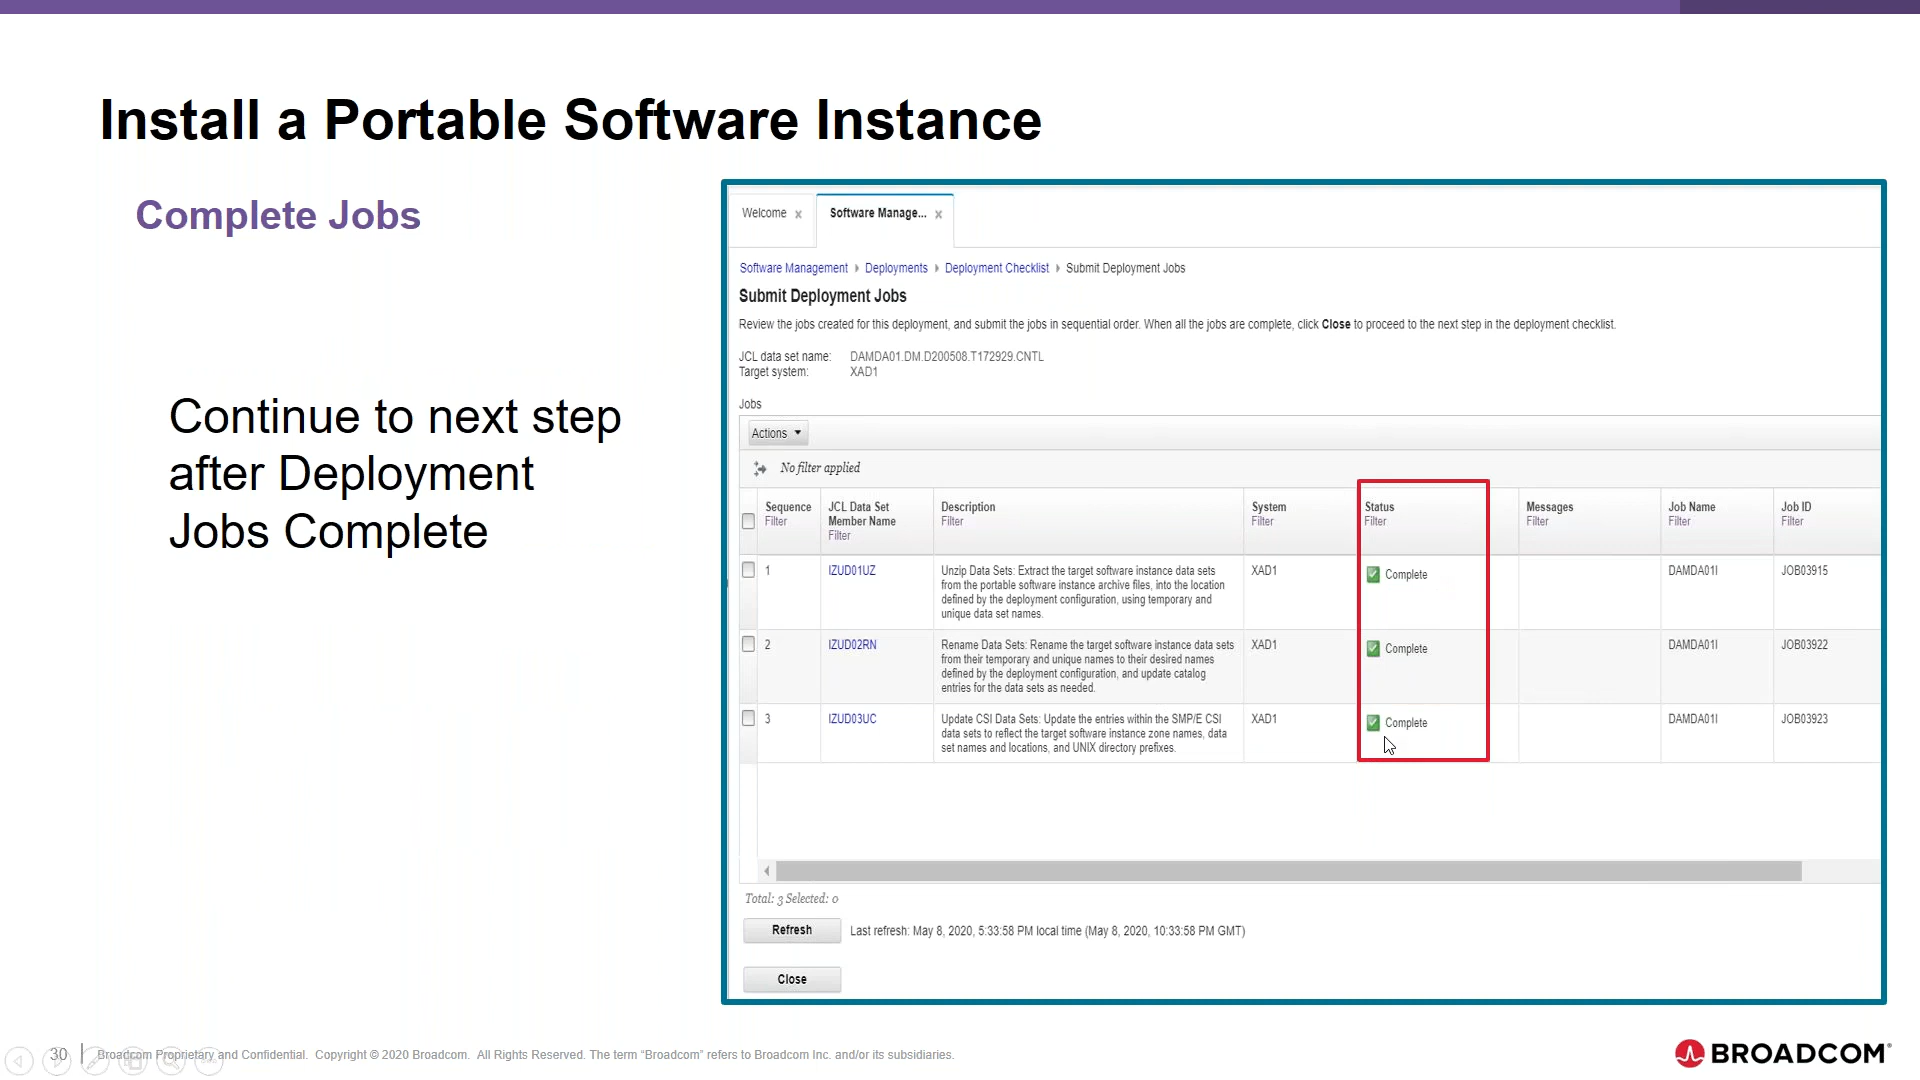 Install a Portable Software Instance
Complete Jobs
Continue to next step
after Deployment
Jobs Complete
Welcome x
Software Manage... x
Software Management Deployments Deployment Checklist Submit Deployment Jobs
Submit Deployment Jobs
Review the jobs created for this deployment, and submit the jobs in sequential order. When all the jobs are complete, click Close to proceed to the next step in the deployment checklist.
JCL data set name: DAMDA01.DM.D200508.T172929.CNTL
Target system: XAD1
Jobs
Actions
No filter applied
Sequence
Filter
JCL Data Set
Member Name
Filter
Description
Filter
System
Filter
Status
Filter
Messages
Filter
Job Name
Filter
Job ID
Filter
1
IZUD01UZ
Unzip Data Sets: Extract the target software instance data sets
from the portable software instance archive files, into the location
defined by the deployment configuration, using temporary and
unique data set names.
XAD1
Complete
DAMDA01I
JOB03915
2
IZUD02RN
Rename Data Sets: Rename the target software instance data sets
from their temporary and unique names to their desired names
defined by the deployment configuration, and update catalog
entries for the data sets as needed.
XAD1
Complete
DAMDA01I
JOB03922
3
IZUD03UC
Update CSI Data Sets: Update the entries within the SMP/E CSI
data sets to reflect the target software instance zone names, data
set names and locations, and UNIX directory prefixes.
XAD1
Complete
DAMDA01I
JOB03923
Total: 3 Selected: 0
Refresh
Last refresh: May 8, 2020, 5:33:58 PM local time (May 8, 2020, 10:33:58 PM GMT)
Close
30
Broadcom Proprietary and Confidential. Copyright © 2020 Broadcom. All Rights Reserved. The term “Broadcom” refers to Broadcom Inc. and/or its subsidiaries.
BROADCOM®